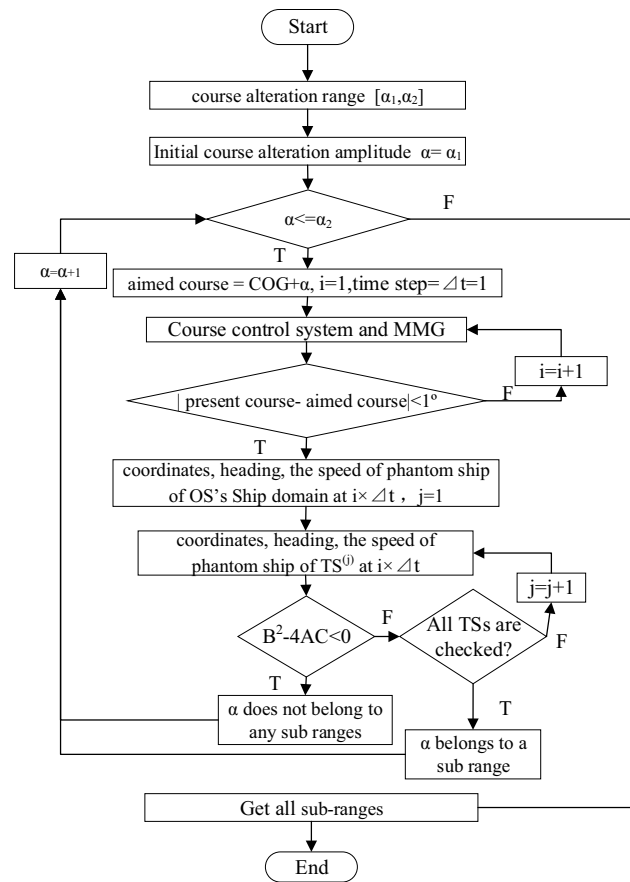 Start
course alteration range [α₁,α₂]
Initial course alteration amplitude α= α₁
α<=α₂
F
T
α=α+1
aimed course = COG+α, i=1,time step=⊿t=1
Course control system and MMG
i=i+1
| present course- aimed course|<1º
F
T
coordinates, heading, the speed of phantom ship
of OS's Ship domain at i×⊿t ，j=1
coordinates, heading, the speed of
phantom ship of TS⁽ʲ⁾ at i×⊿t
j=j+1
B²-4AC<0
F
All TSs are
checked?
F
T
T
α does not belong to
any sub ranges
α belongs to a
sub range
Get all sub-ranges
End